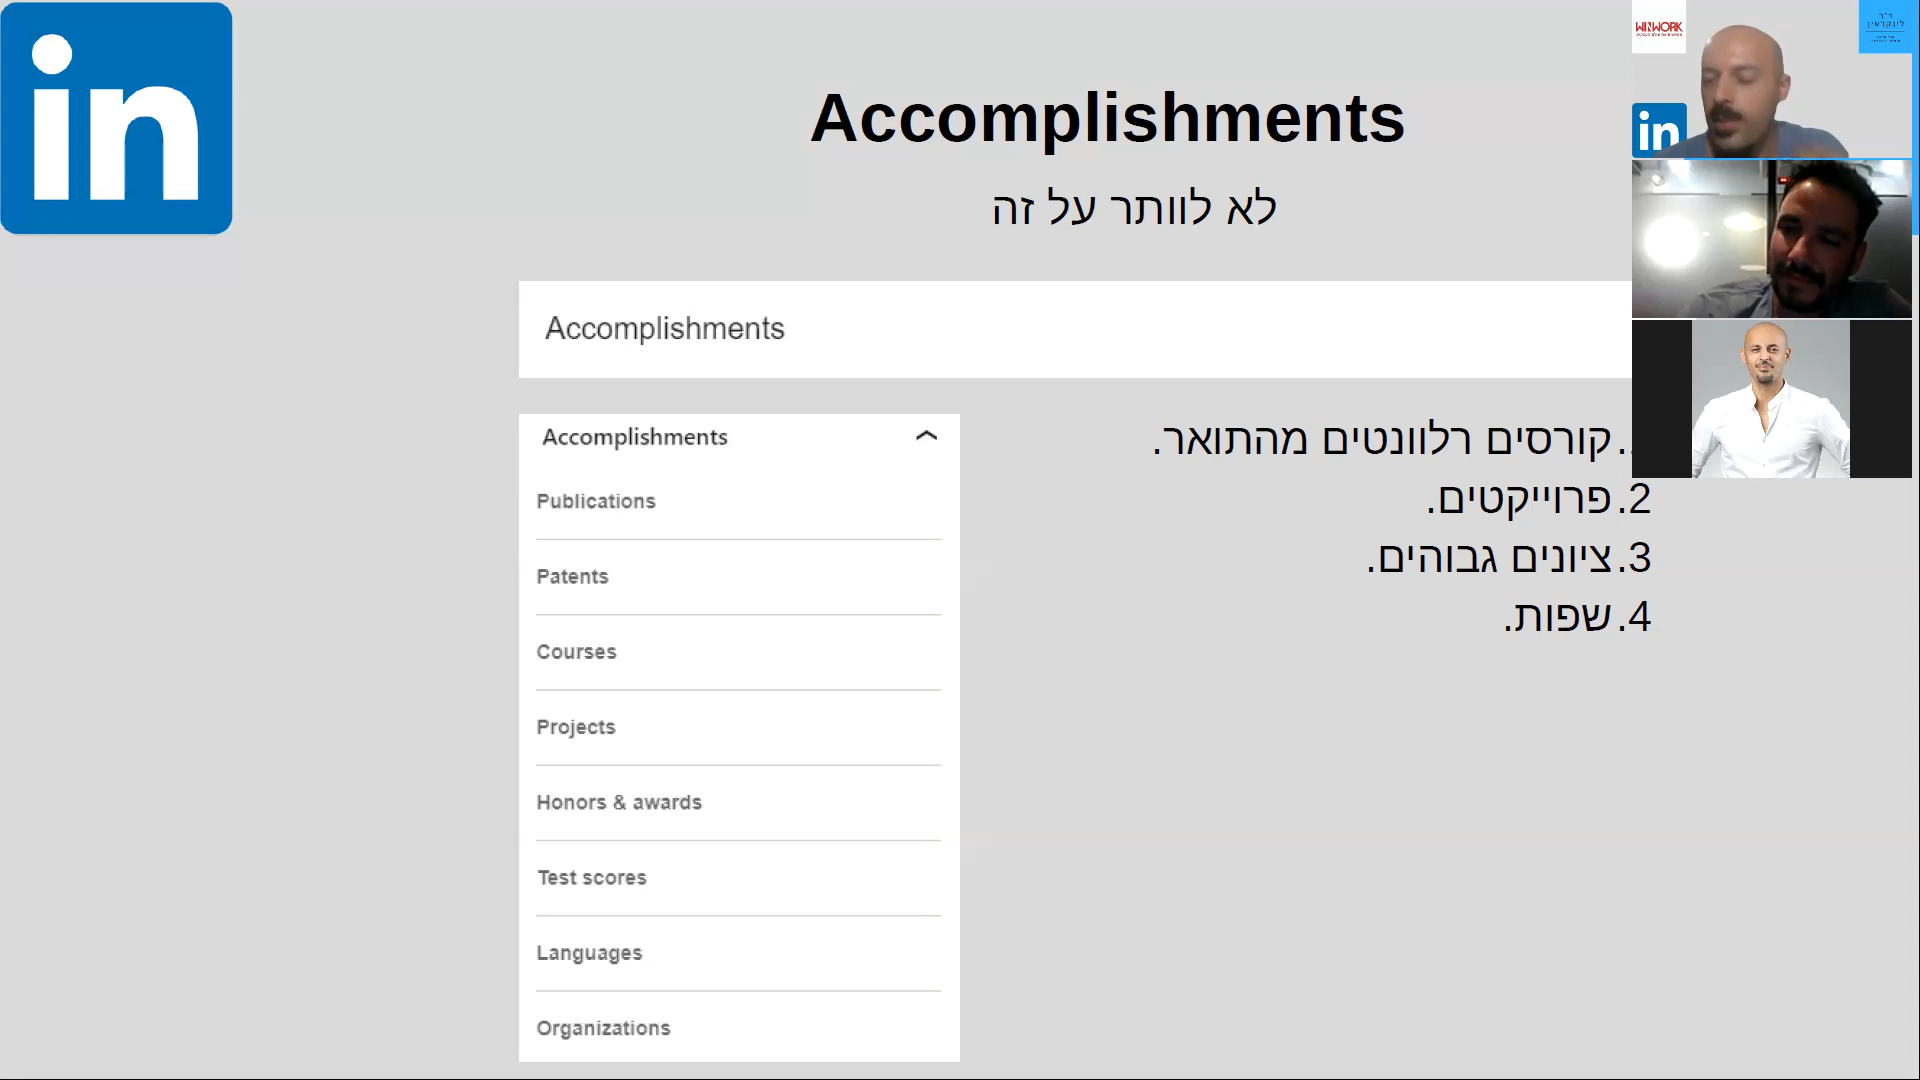 in
Accomplishments
לא לוותר על זה
Accomplishments
Accomplishments
Publications
Patents
Courses
Projects
Honors & awards
Test scores
Languages
Organizations
.קורסים רלוונטים מהתואר.
2.פרוייקטים.
3.ציונים גבוהים.
4.שפות.
WINWORK
in
ד"ר
לינקדאין